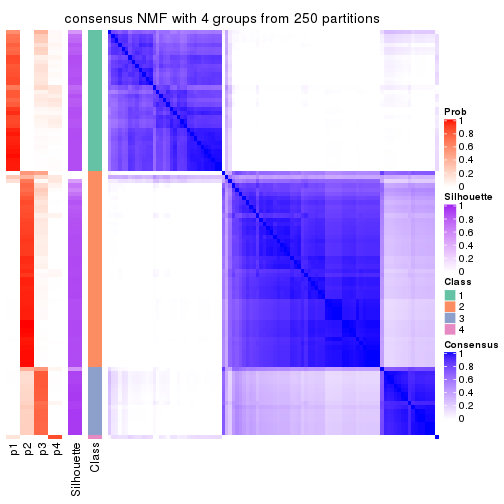 consensus NMF with 4 groups from 250 partitions
Prob
1
0.8
0.6
0.4
0.2
0
Silhouette
1
0.8
0.6
0.4
0.2
0
Class
1
2
3
4
Consensus
1
0.8
0.6
0.4
0.2
0
p1
p2
p3
p4
Silhouette
Class